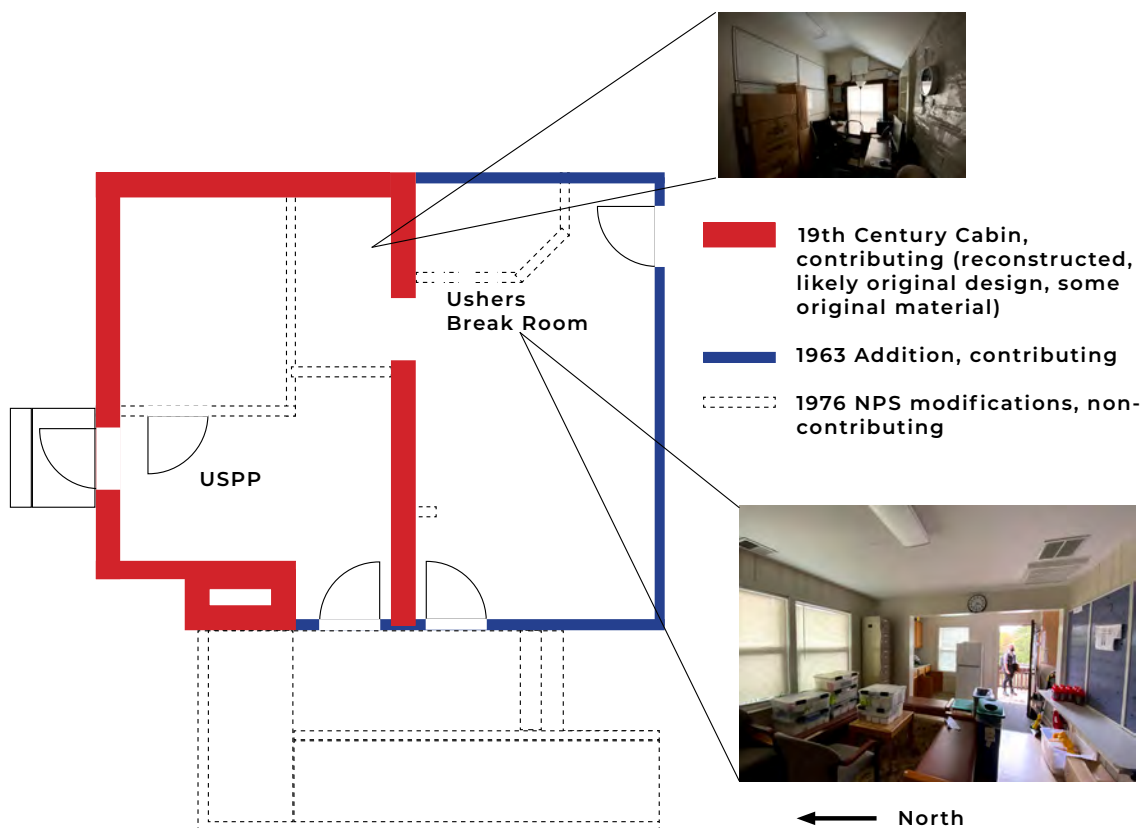 19th Century Cabin,
contributing (reconstructed,
likely original design, some
original material)
Ushers
Break Room
1963 Addition, contributing
1976 NPS modifications, non-
contributing
USPP
North